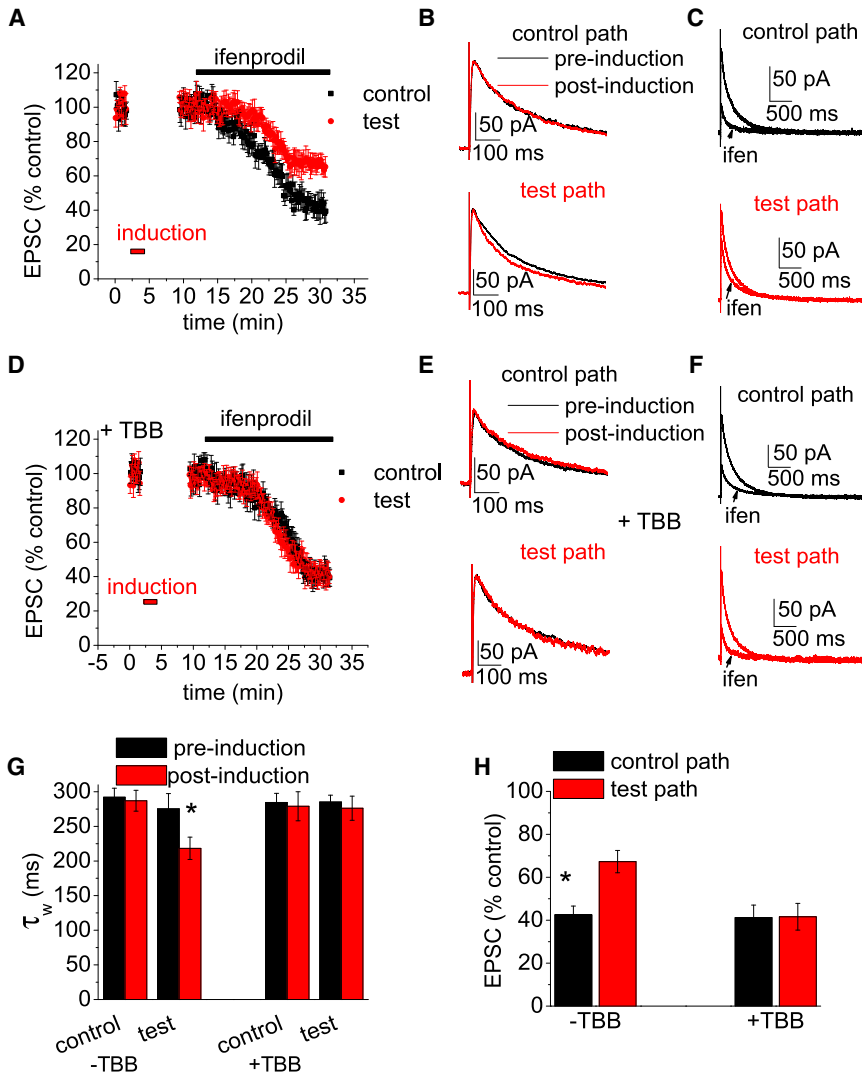 A
ifenprodil
120
100
80
60
40
20
0
EPSC (% control)
control
test
induction
0 5 10 15 20 25 30 35
time (min)
B
control path
pre-induction
post-induction
50 pA
100 ms
test path
50 pA
100 ms
C
control path
50 pA
500 ms
ifen
test path
50 pA
500 ms
ifen
D
+ TBB
ifenprodil
120
100
80
60
40
20
0
EPSC (% control)
control
test
induction
-5 0 5 10 15 20 25 30 35
time (min)
E
control path
pre-induction
post-induction
50 pA
100 ms
+ TBB
test path
50 pA
100 ms
F
control path
50 pA
500 ms
ifen
test path
50 pA
500 ms
ifen
G
pre-induction
post-induction
300
250
200
150
100
50
0
τw (ms)
*
control test control test
-TBB +TBB
H
control path
test path
100
80
60
40
20
0
EPSC (% control)
*
-TBB +TBB